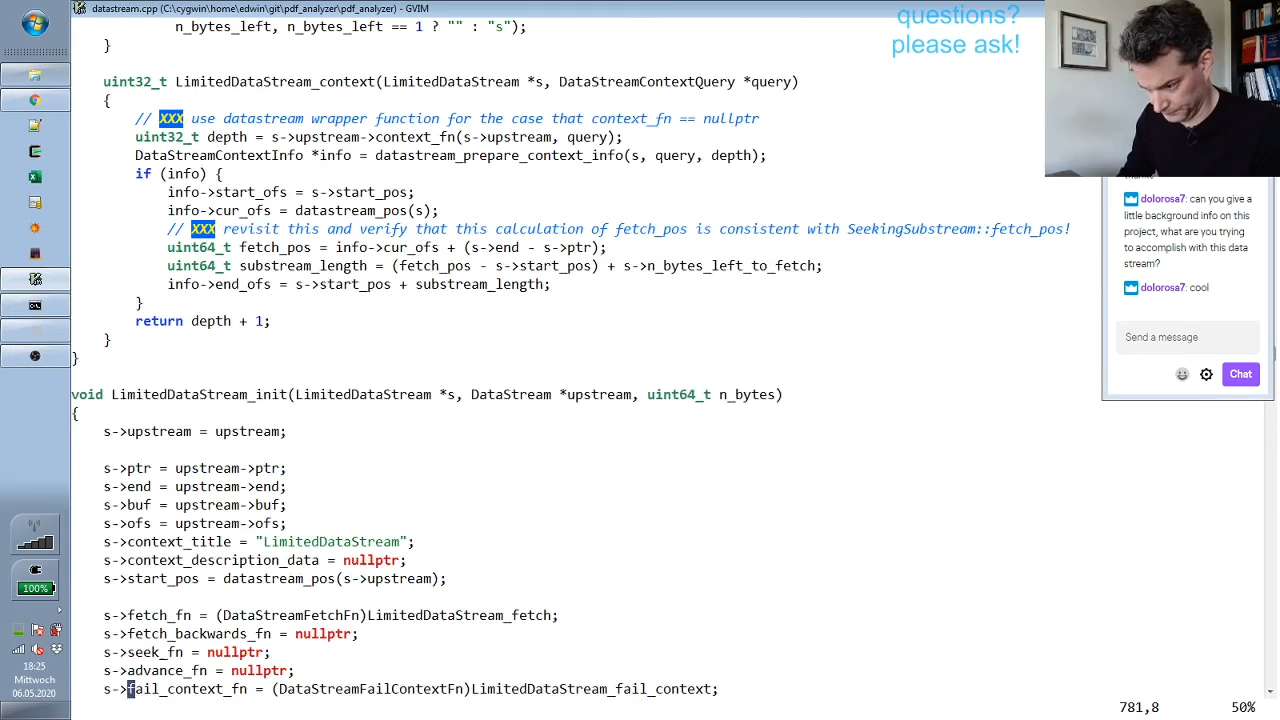 datastream.cpp (C:\cygwin\home\edwin\git\pdf_analyzer\pdf_analyzer) - GVIM
n_bytes_left, n_bytes_left == 1 ? "" : "s");
}
uint32_t LimitedDataStream_context(LimitedDataStream *s, DataStreamContextQuery *query)
{
// XXX use datastream wrapper function for the case that context_fn == nullptr
uint32_t depth = s->upstream->context_fn(s->upstream, query);
DataStreamContextInfo *info = datastream_prepare_context_info(s, query, depth);
if (info) {
info->start_ofs = s->start_pos;
info->cur_ofs = datastream_pos(s);
// XXX revisit this and verify that this calculation of fetch_pos is consistent with SeekingSubstream::fetch_pos!
uint64_t fetch_pos = info->cur_ofs + (s->end - s->ptr);
uint64_t substream_length = (fetch_pos - s->start_pos) + s->n_bytes_left_to_fetch;
info->end_ofs = s->start_pos + substream_length;
}
return depth + 1;
}
}
void LimitedDataStream_init(LimitedDataStream *s, DataStream *upstream, uint64_t n_bytes)
{
s->upstream = upstream;
s->ptr = upstream->ptr;
s->end = upstream->end;
s->buf = upstream->buf;
s->ofs = upstream->ofs;
s->context_title = "LimitedDataStream";
s->context_description_data = nullptr;
s->start_pos = datastream_pos(s->upstream);
s->fetch_fn = (DataStreamFetchFn)LimitedDataStream_fetch;
s->fetch_backwards_fn = nullptr;
s->seek_fn = nullptr;
s->advance_fn = nullptr;
s->fail_context_fn = (DataStreamFailContextFn)LimitedDataStream_fail_context;
781,8 50%
questions?
please ask!
dolorosa7: can you give a
little background info on this
project, what are you trying
to accomplish with this data
stream?
dolorosa7: cool
Send a message
Chat
100%
18:25
Mittwoch
06.05.2020